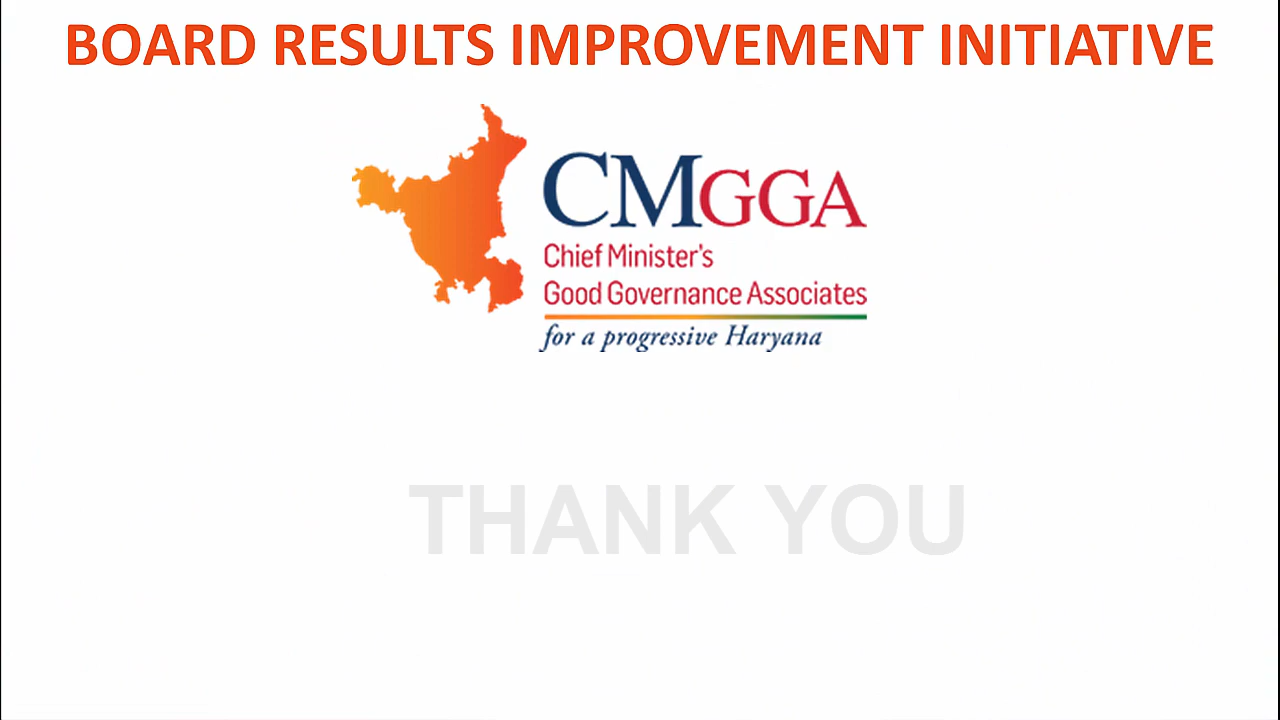 BOARD RESULTS IMPROVEMENT INITIATIVE
CMGGA
Chief Minister's
Good Governance Associates
for a progressive Haryana
THANK YOU